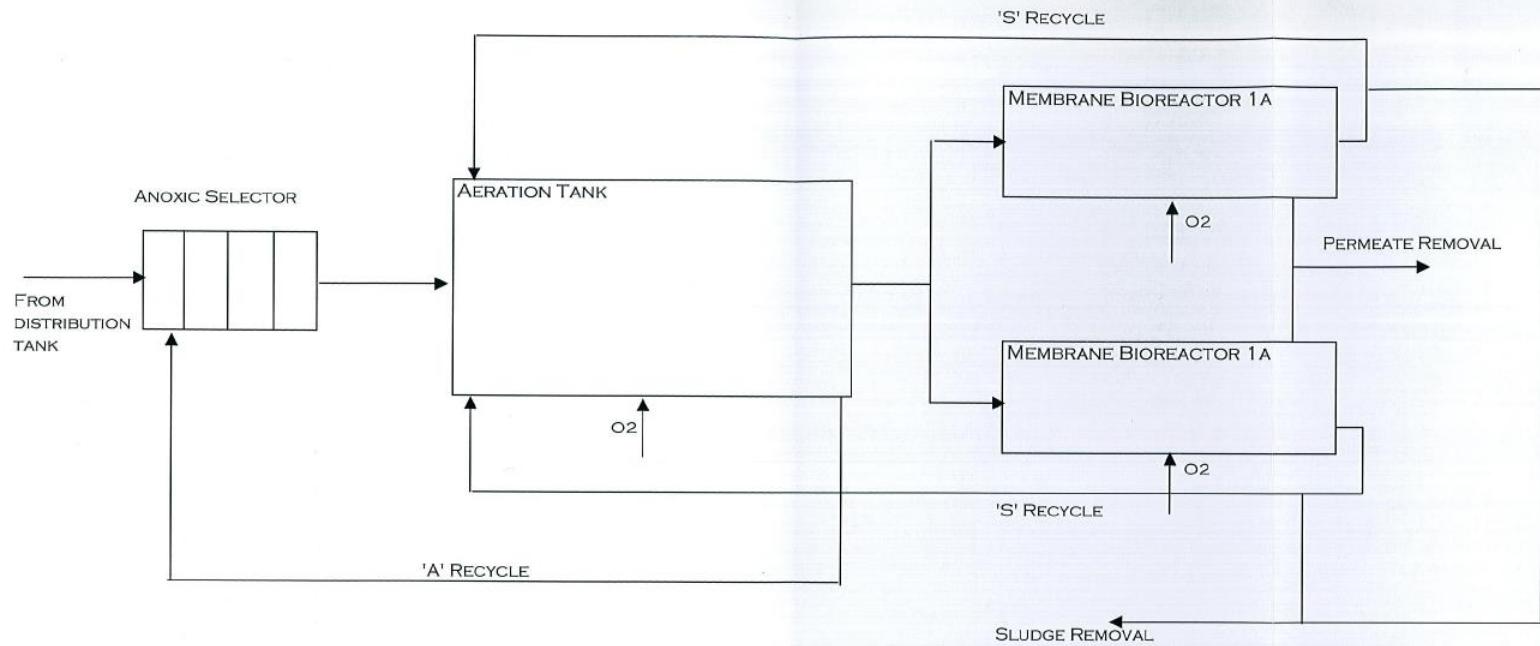 'S' Recycle
Membrane Bioreactor 1A
Anoxic Selector
Aeration Tank
O2
Permeate Removal
From
distribution
tank
Membrane Bioreactor 1A
O2
O2
'S' Recycle
'A' Recycle
Sludge Removal